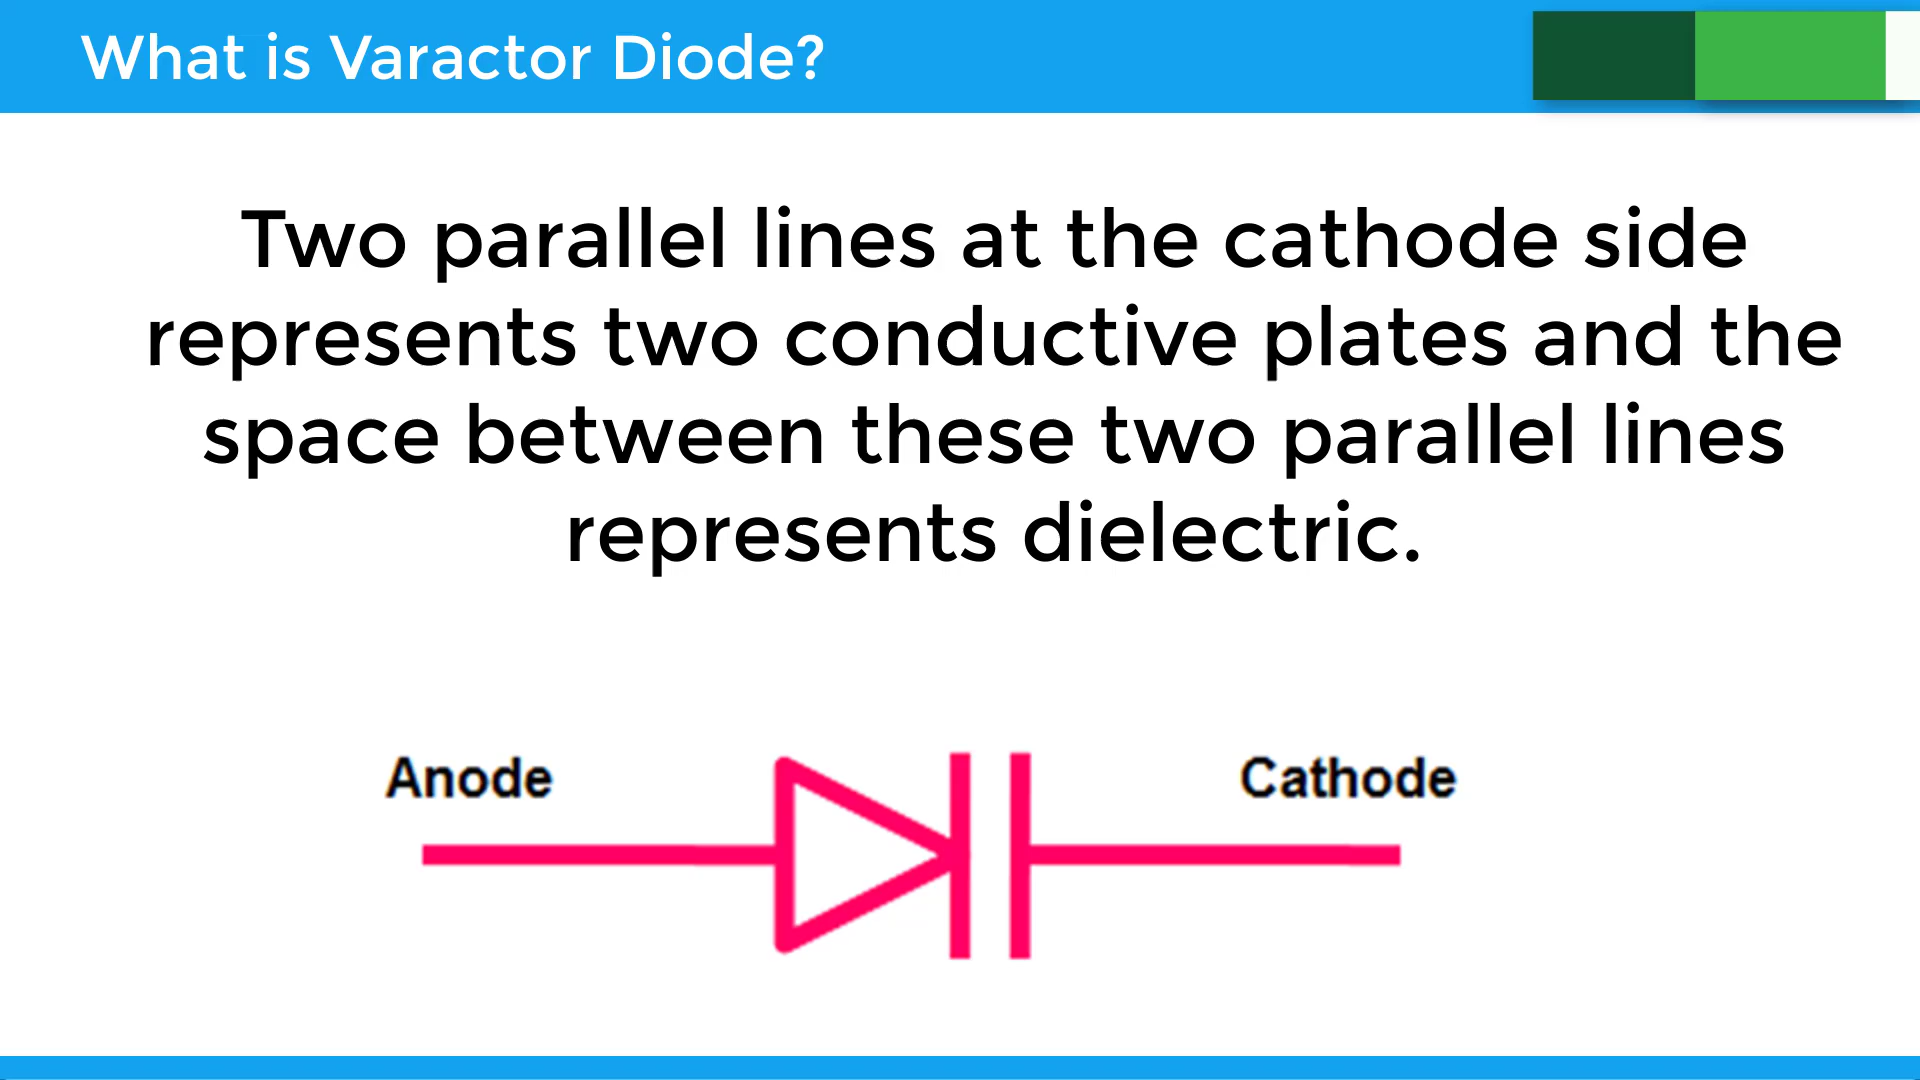 What is Varactor Diode?
Two parallel lines at the cathode side
represents two conductive plates and the
space between these two parallel lines
represents dielectric.
Anode
Cathode